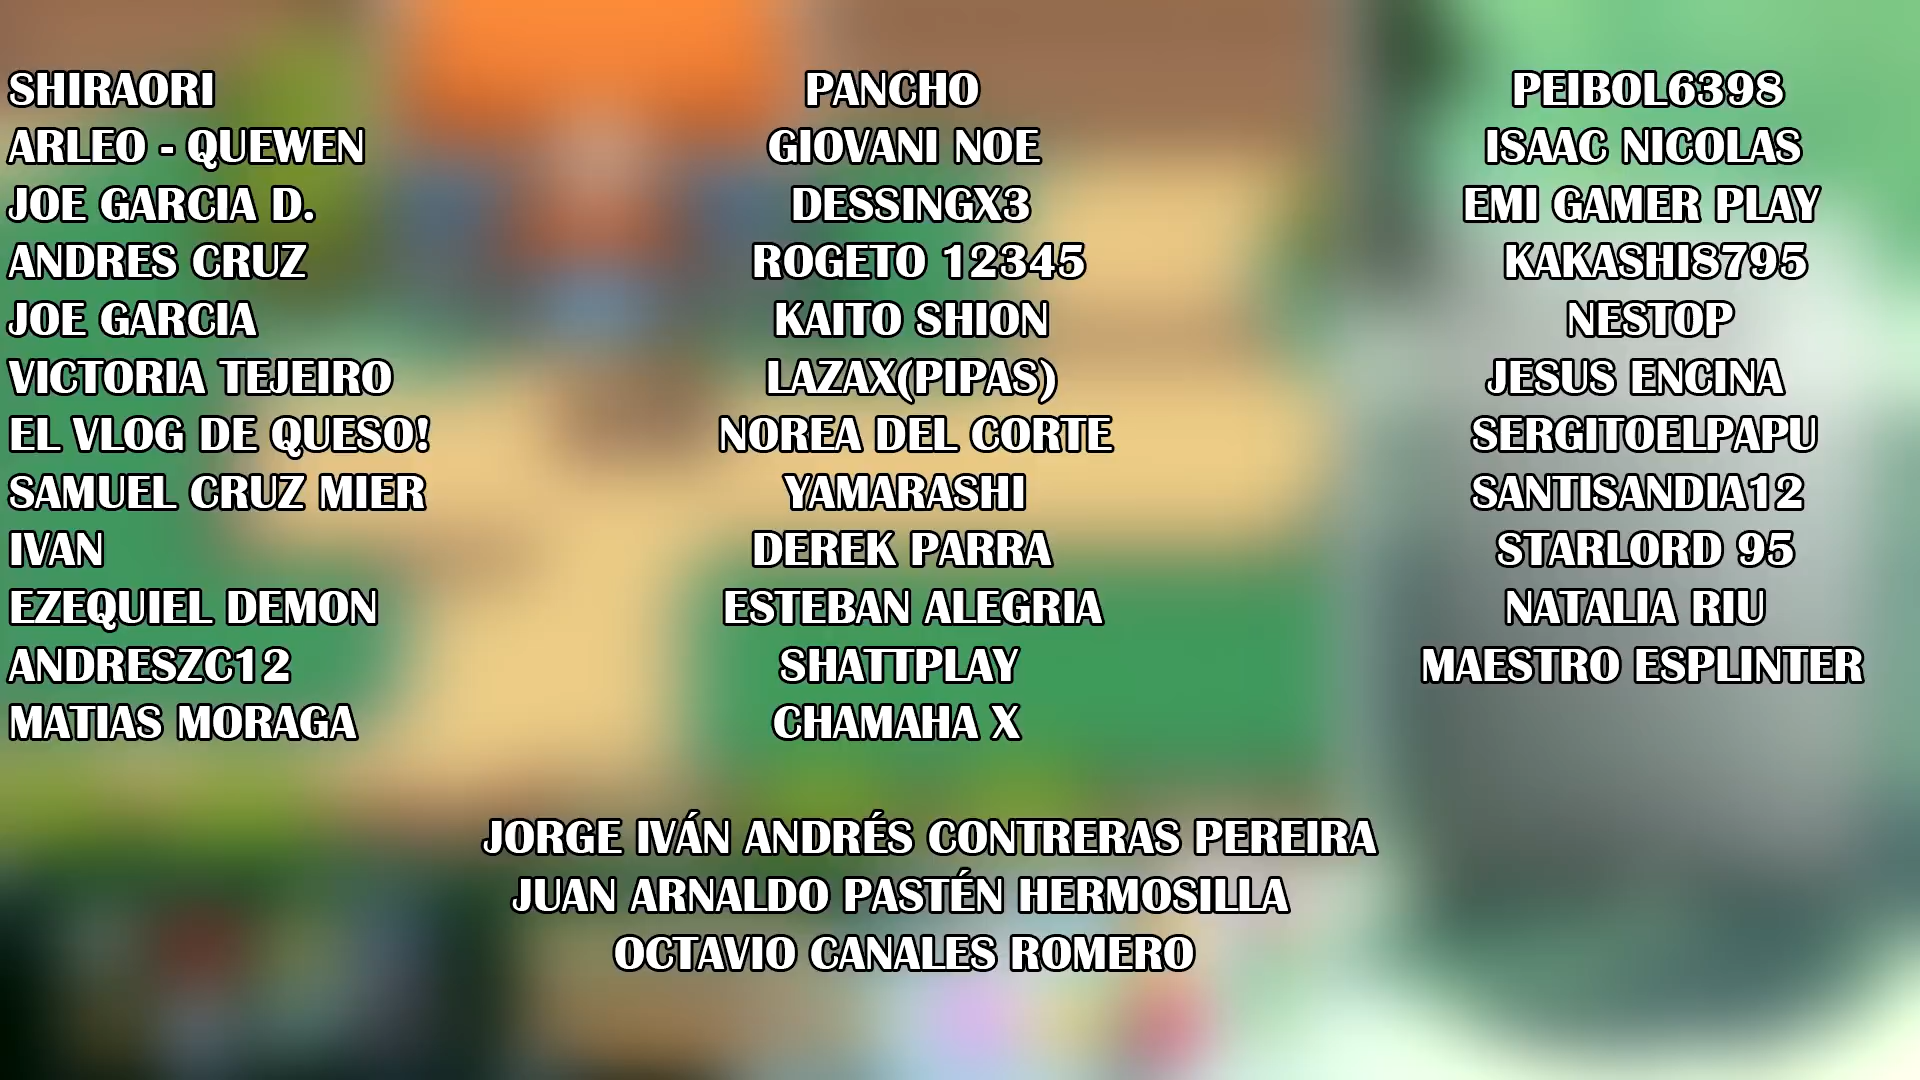 SHIRAORI
ARLEO - QUEWEN
JOE GARCIA D.
ANDRES CRUZ
JOE GARCIA
VICTORIA TEJEIRO
EL VLOG DE QUESO!
SAMUEL CRUZ MIER
IVAN
EZEQUIEL DEMON
ANDRESZC12
MATIAS MORAGA
PANCHO
GIOVANI NOE
DESSINGX3
ROGETO 12345
KAITO SHION
LAZAX(PIPAS)
NOREA DEL CORTE
YAMARASHI
DEREK PARRA
ESTEBAN ALEGRIA
SHATTPLAY
CHAMAHA X
PEIBOL6398
ISAAC NICOLAS
EMI GAMER PLAY
KAKASHI8795
NESTOP
JESUS ENCINA
SERGITOELPAPU
SANTISANDIA12
STARLORD 95
NATALIA RIU
MAESTRO ESPLINTER
JORGE IVÁN ANDRÉS CONTRERAS PEREIRA
JUAN ARNALDO PASTÉN HERMOSILLA
OCTAVIO CANALES ROMERO